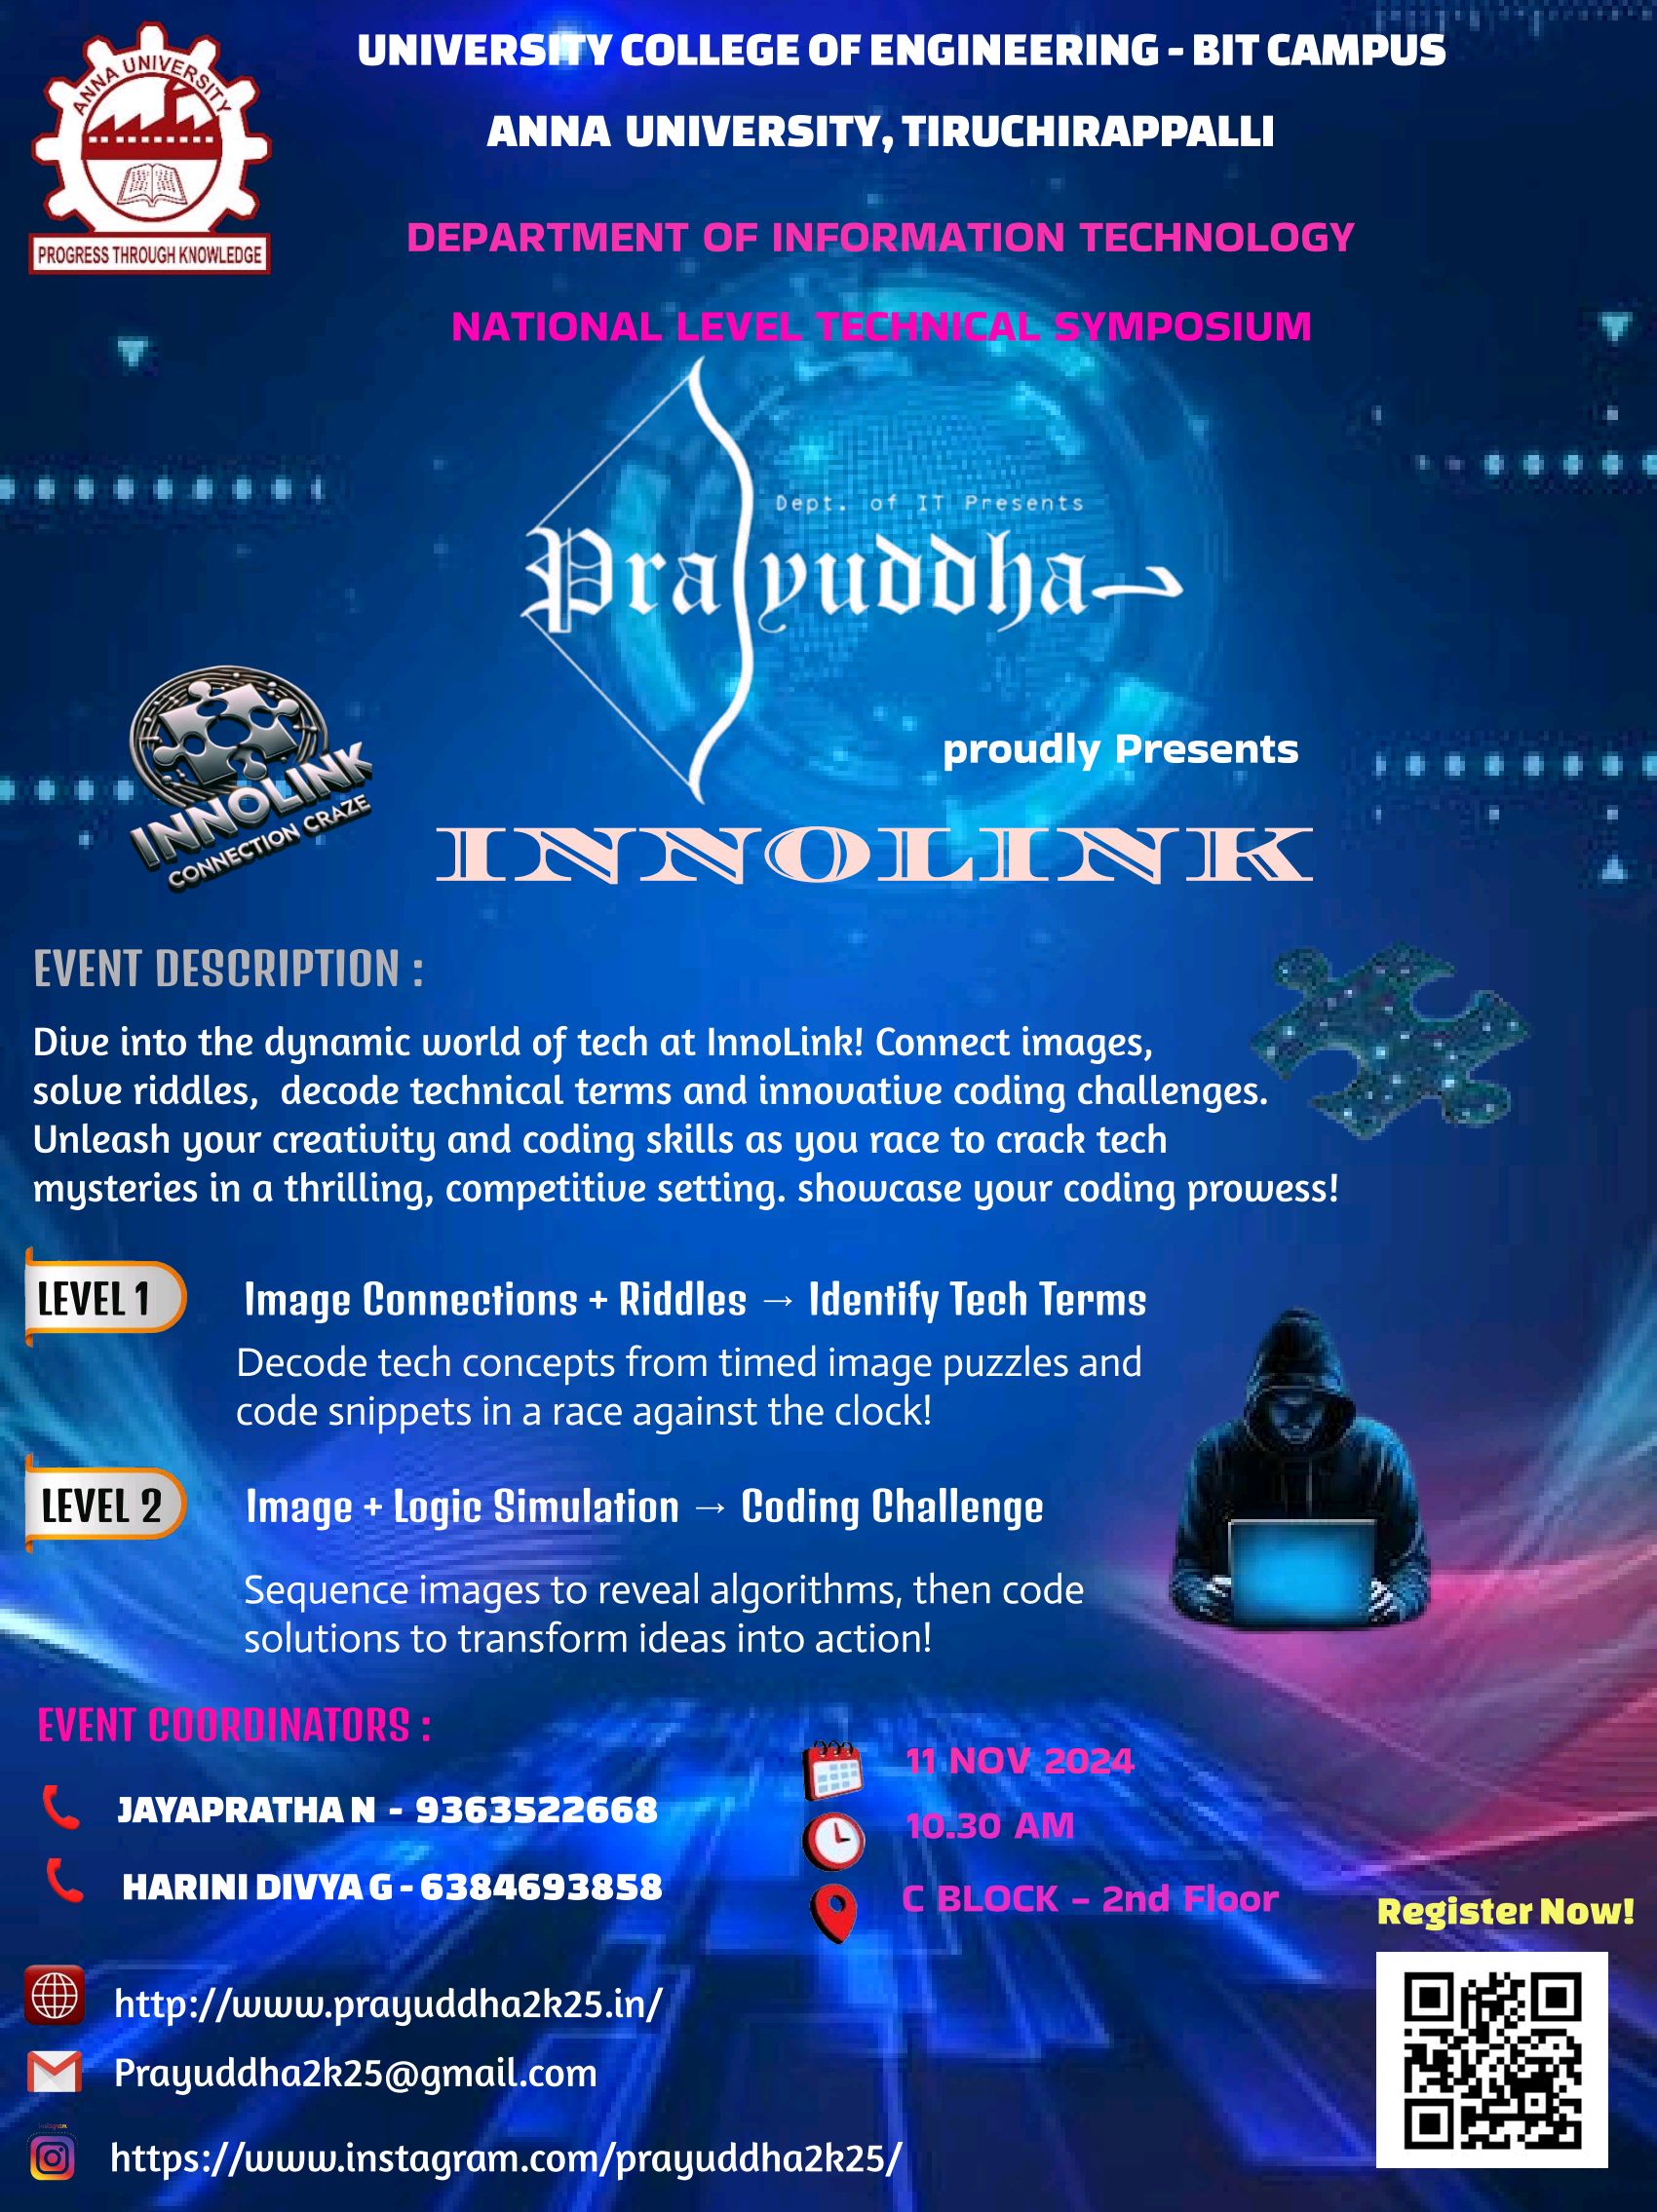 UNIVERSITY COLLEGE OF ENGINEERING - BIT CAMPUS
ANNA UNIVERSITY, TIRUCHIRAPPALLI
ANNA UNIVERSITY
PROGRESS THROUGH KNOWLEDGE
DEPARTMENT OF INFORMATION TECHNOLOGY
NATIONAL LEVEL TECHNICAL SYMPOSIUM
Dept. of IT Presents
Prayuddha
proudly Presents
INNOLINK
CONNECTION CRAZE
INNOLINK
EVENT DESCRIPTION :
Dive into the dynamic world of tech at InnoLink! Connect images,
solve riddles, decode technical terms and innovative coding challenges.
Unleash your creativity and coding skills as you race to crack tech
mysteries in a thrilling, competitive setting. showcase your coding prowess!
LEVEL 1
Image Connections + Riddles → Identify Tech Terms
Decode tech concepts from timed image puzzles and
code snippets in a race against the clock!
LEVEL 2
Image + Logic Simulation → Coding Challenge
Sequence images to reveal algorithms, then code
solutions to transform ideas into action!
EVENT COORDINATORS :
JAYAPRATHA N - 9363522668
HARINI DIVYA G - 6384693858
11 NOV 2024
10.30 AM
C BLOCK - 2nd Floor
Register Now!
http://www.prayuddha2k25.in/
Prayuddha2k25@gmail.com
Instagram
https://www.instagram.com/prayuddha2k25/